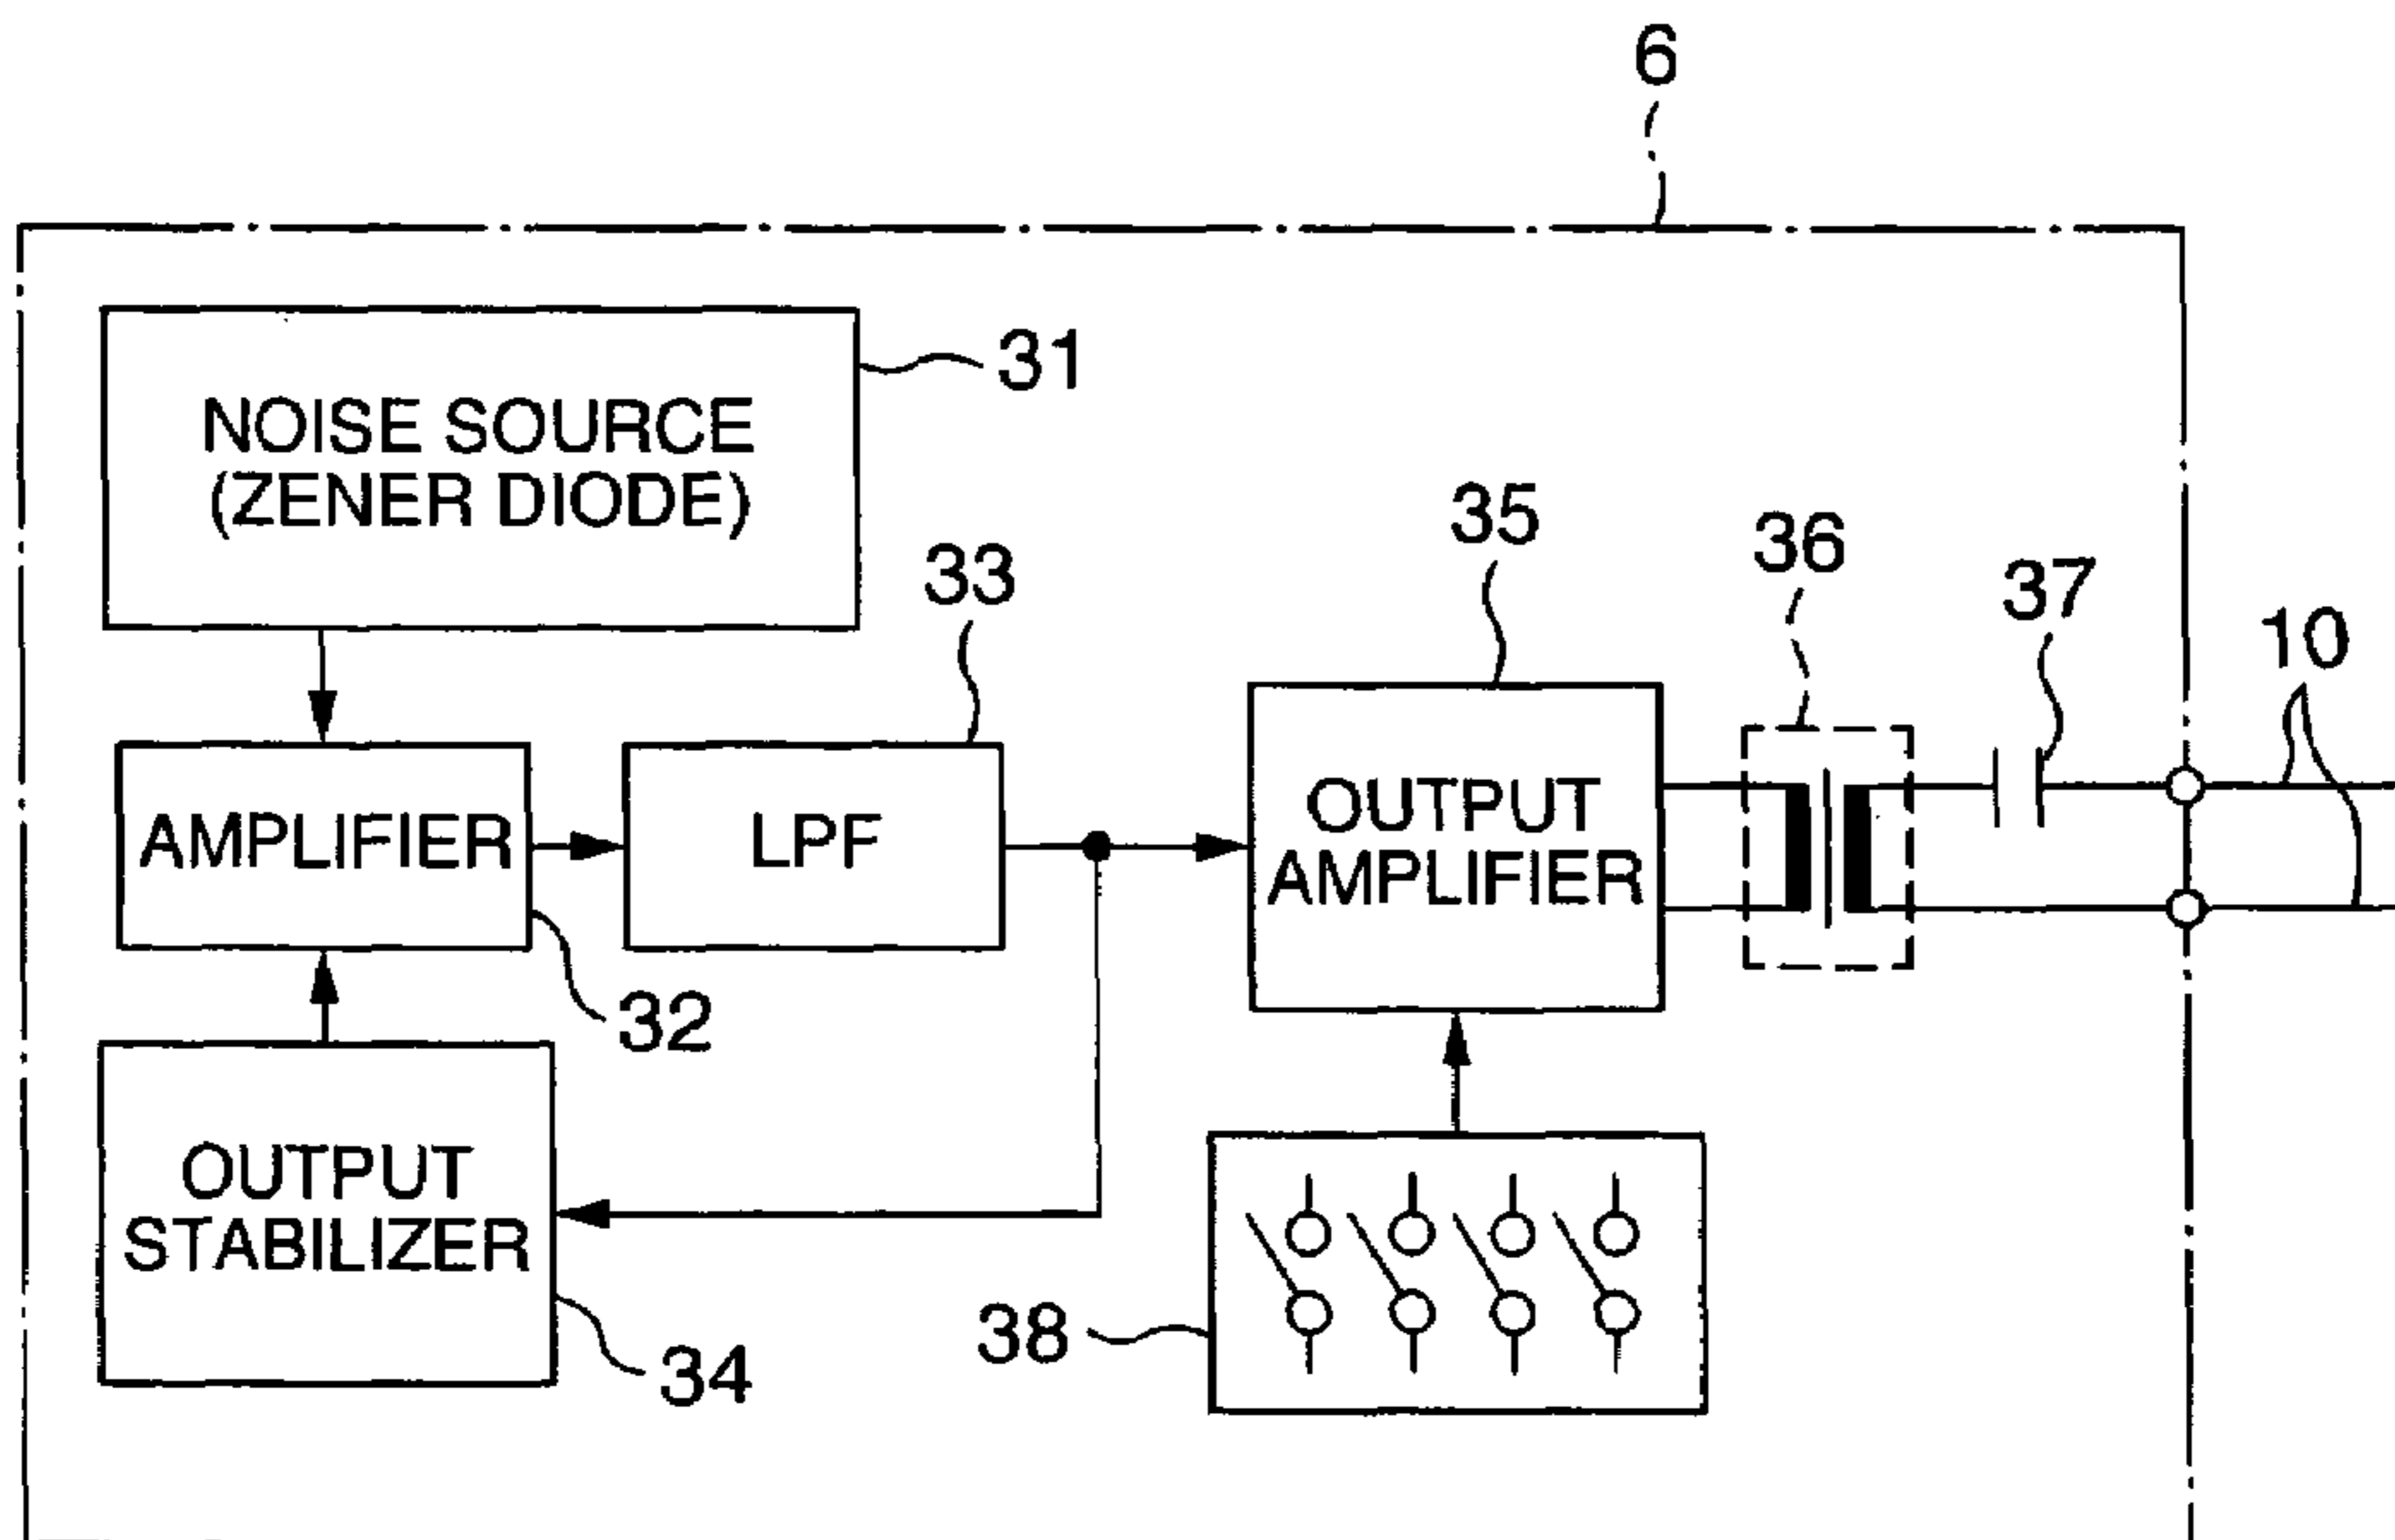 6
31
NOISE SOURCE
(ZENER DIODE)
33
35
36
37
10
AMPLIFIER
LPF
OUTPUT
AMPLIFIER
32
OUTPUT
STABILIZER
34
38